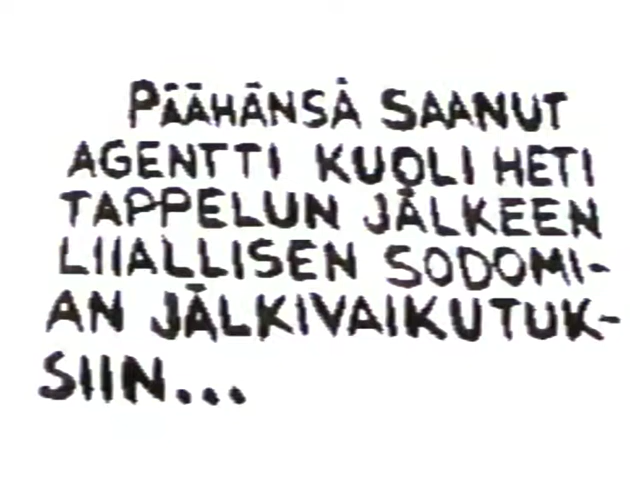 PÄÄHÄNSÄ SAANUT
AGENTTI KUOLI HETI
TAPPELUN JÄLKEEN
LIIALLISEN SODOMI-
AN JÄLKIVAIKUTUK-
SIIN...